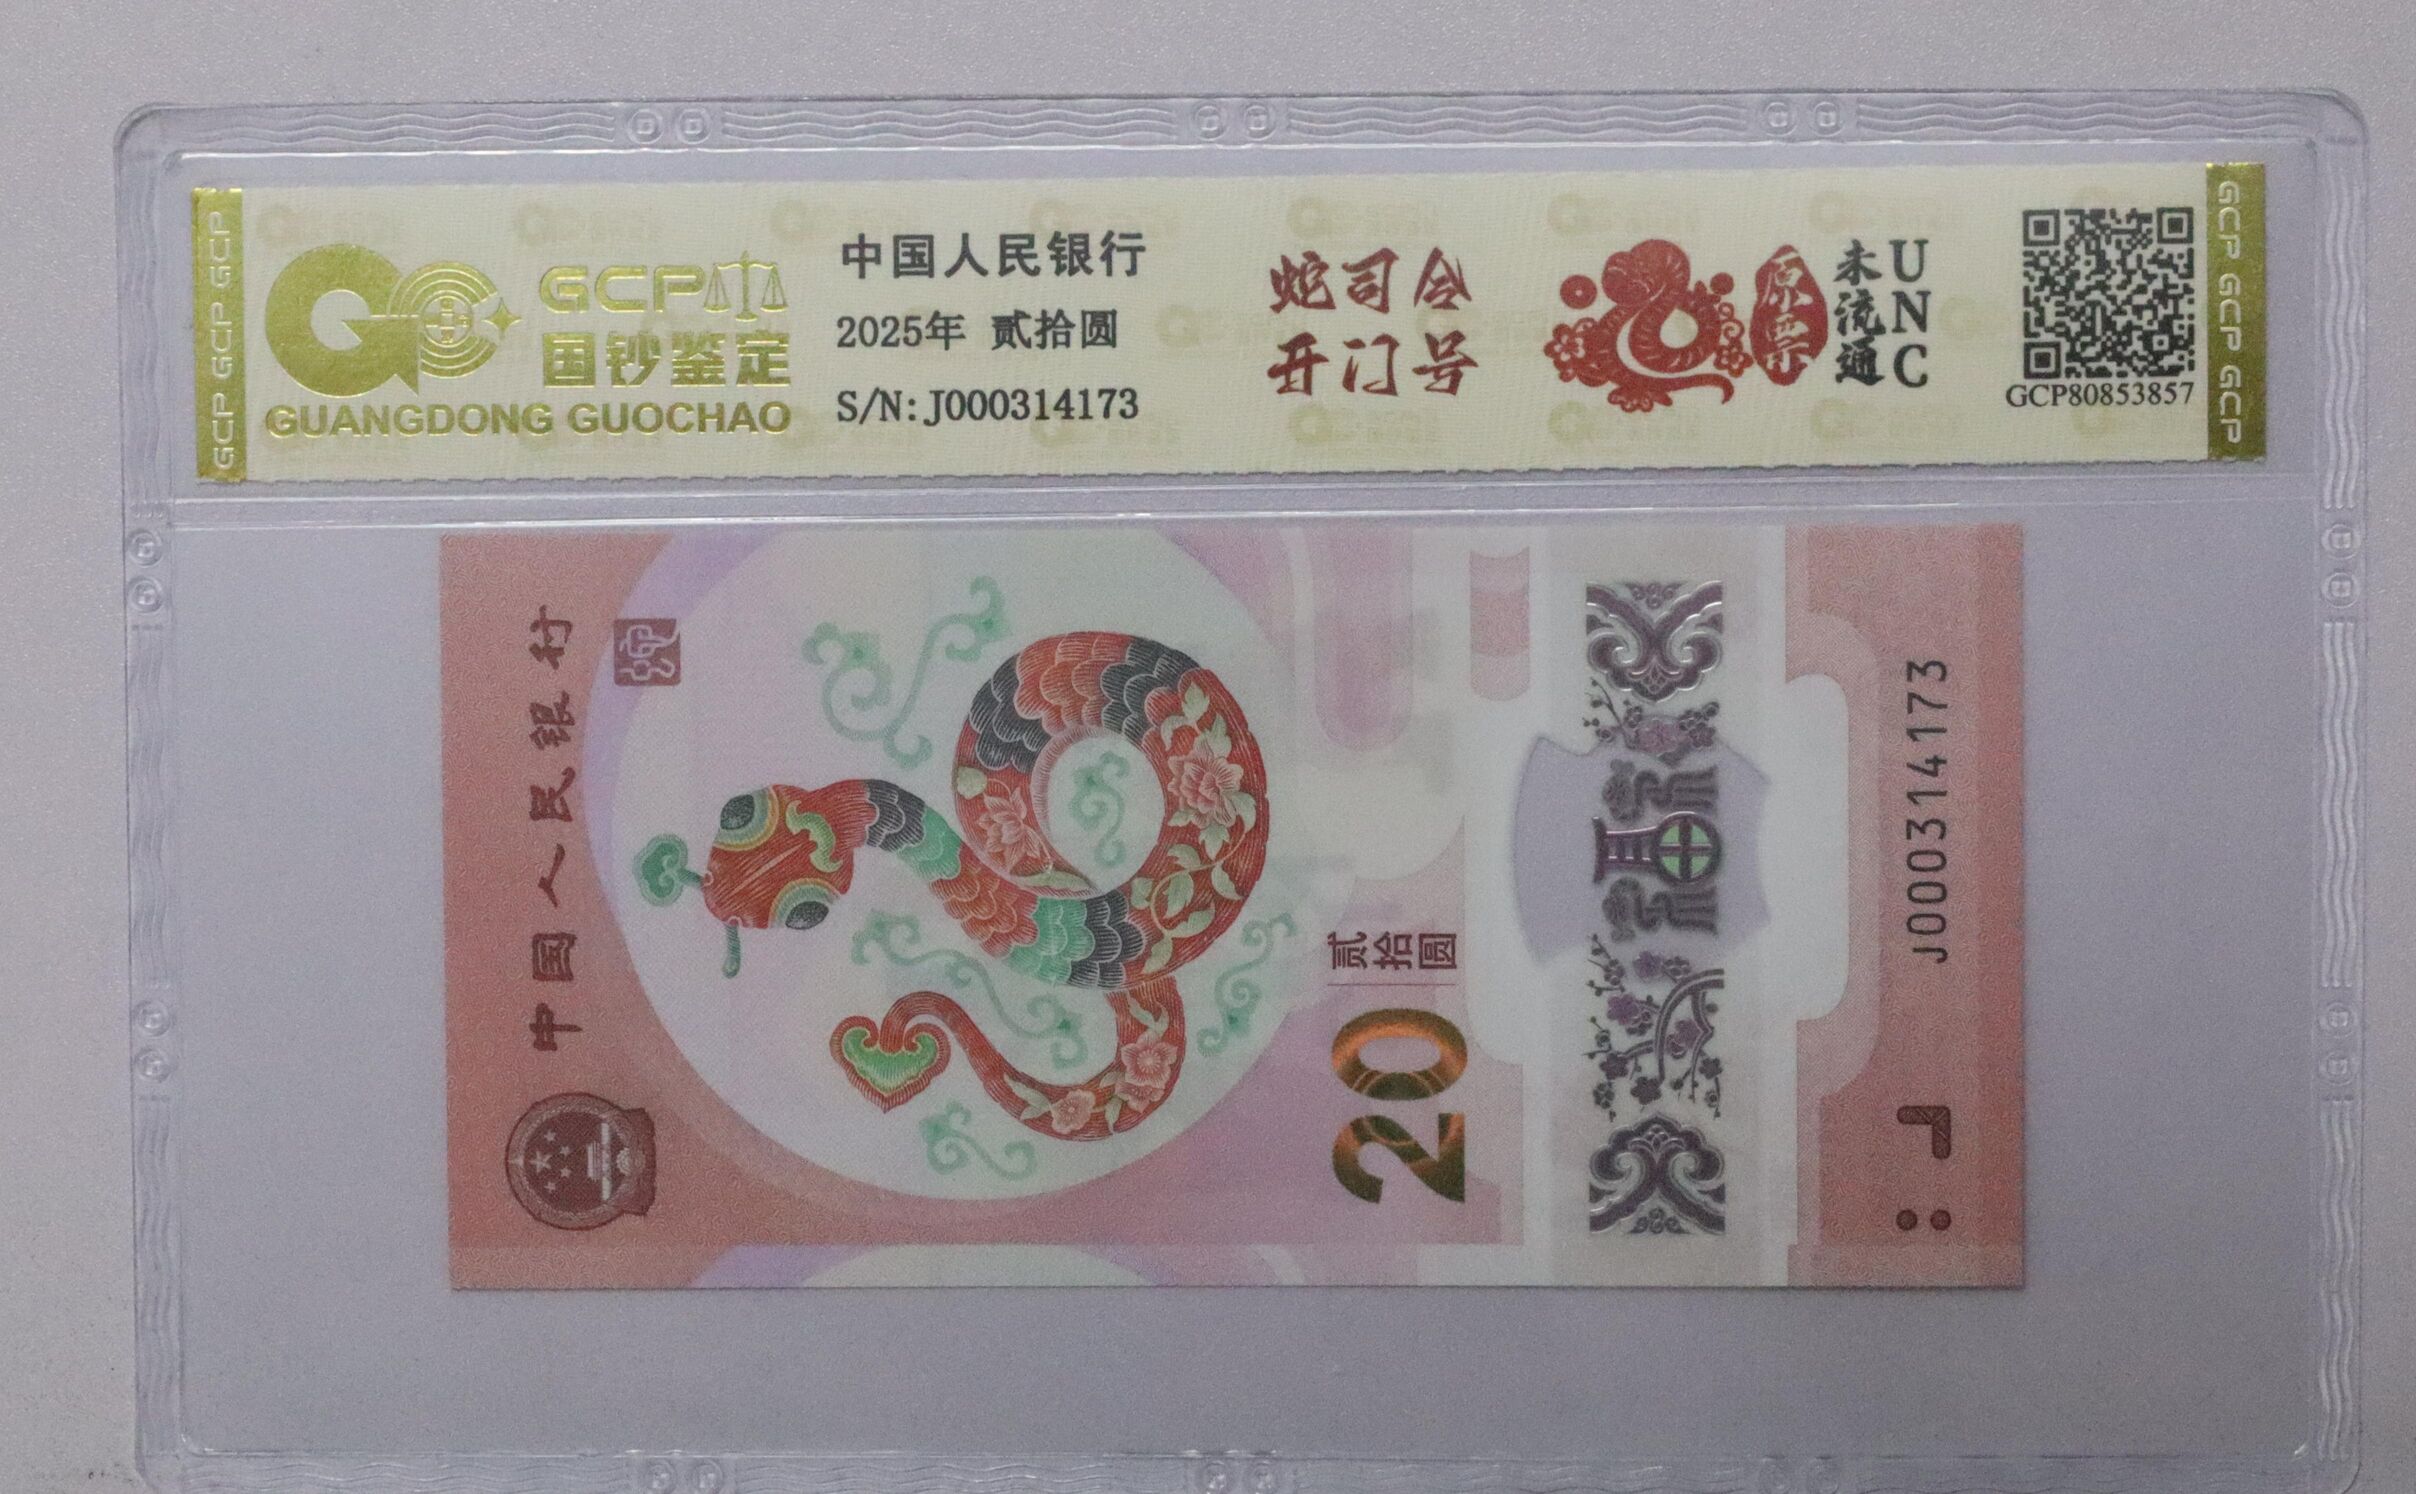 GCP GCP GCP
GCP
国钞鉴定
GUANGDONG GUOCHAO
中国人民银行
2025年 贰拾圆
S/N:J000314173
蛇司令
开门号
原票
未流通
UNC
GCP80853857
GCP GCP GCP
中国人民银行
贰拾圆
20
福
J000314173